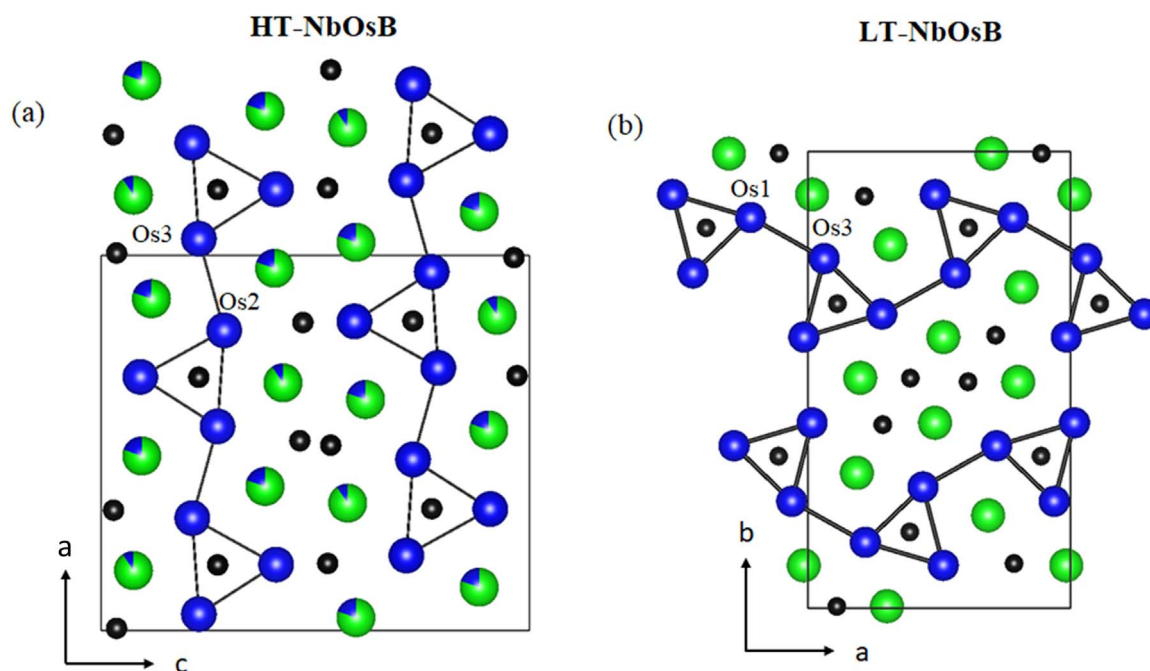 HT-NbOsB
LT-NbOsB
(a)
(b)
Os3
Os2
Os1
Os3
a
c
b
a